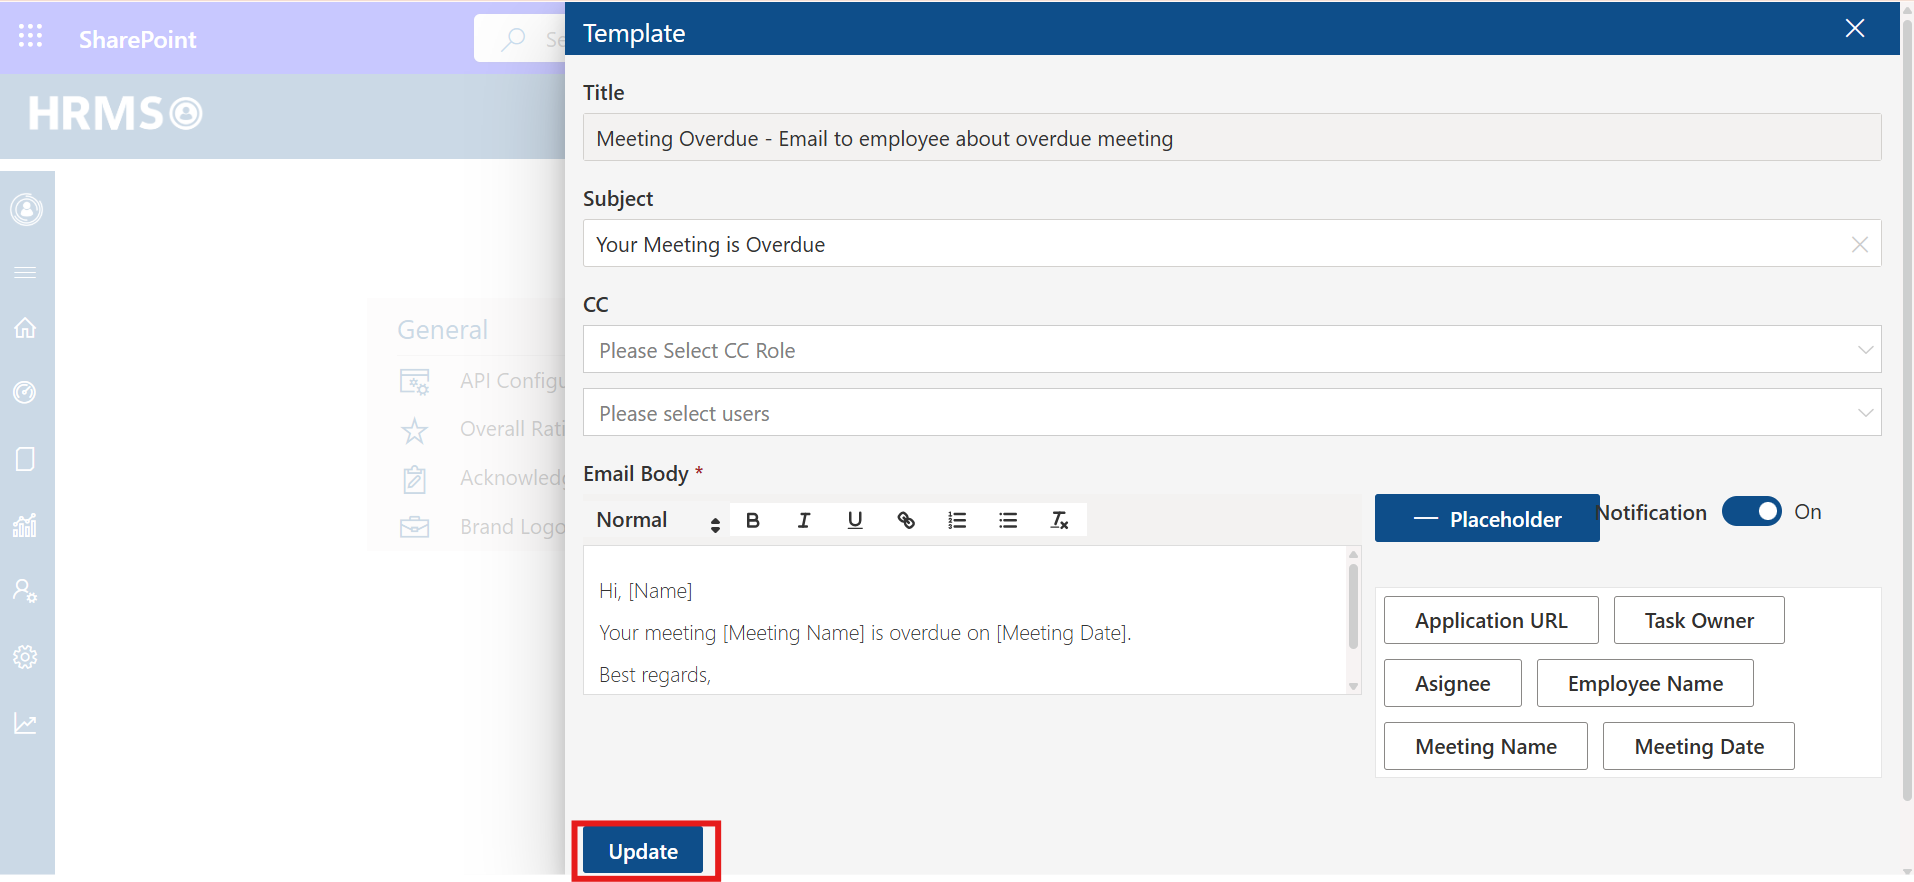 SharePoint
Se
Template
HRMS
Title
Meeting Overdue - Email to employee about overdue meeting
Subject
Your Meeting is Overdue
CC
Please Select CC Role
Please select users
General
API Configu
Overall Rati
Acknowledg
Brand Logo
Email Body *
Normal
B I U
Placeholder
Notification
On
Hi, [Name]
Your meeting [Meeting Name] is overdue on [Meeting Date].
Best regards,
Application URL
Task Owner
Asignee
Employee Name
Meeting Name
Meeting Date
Update